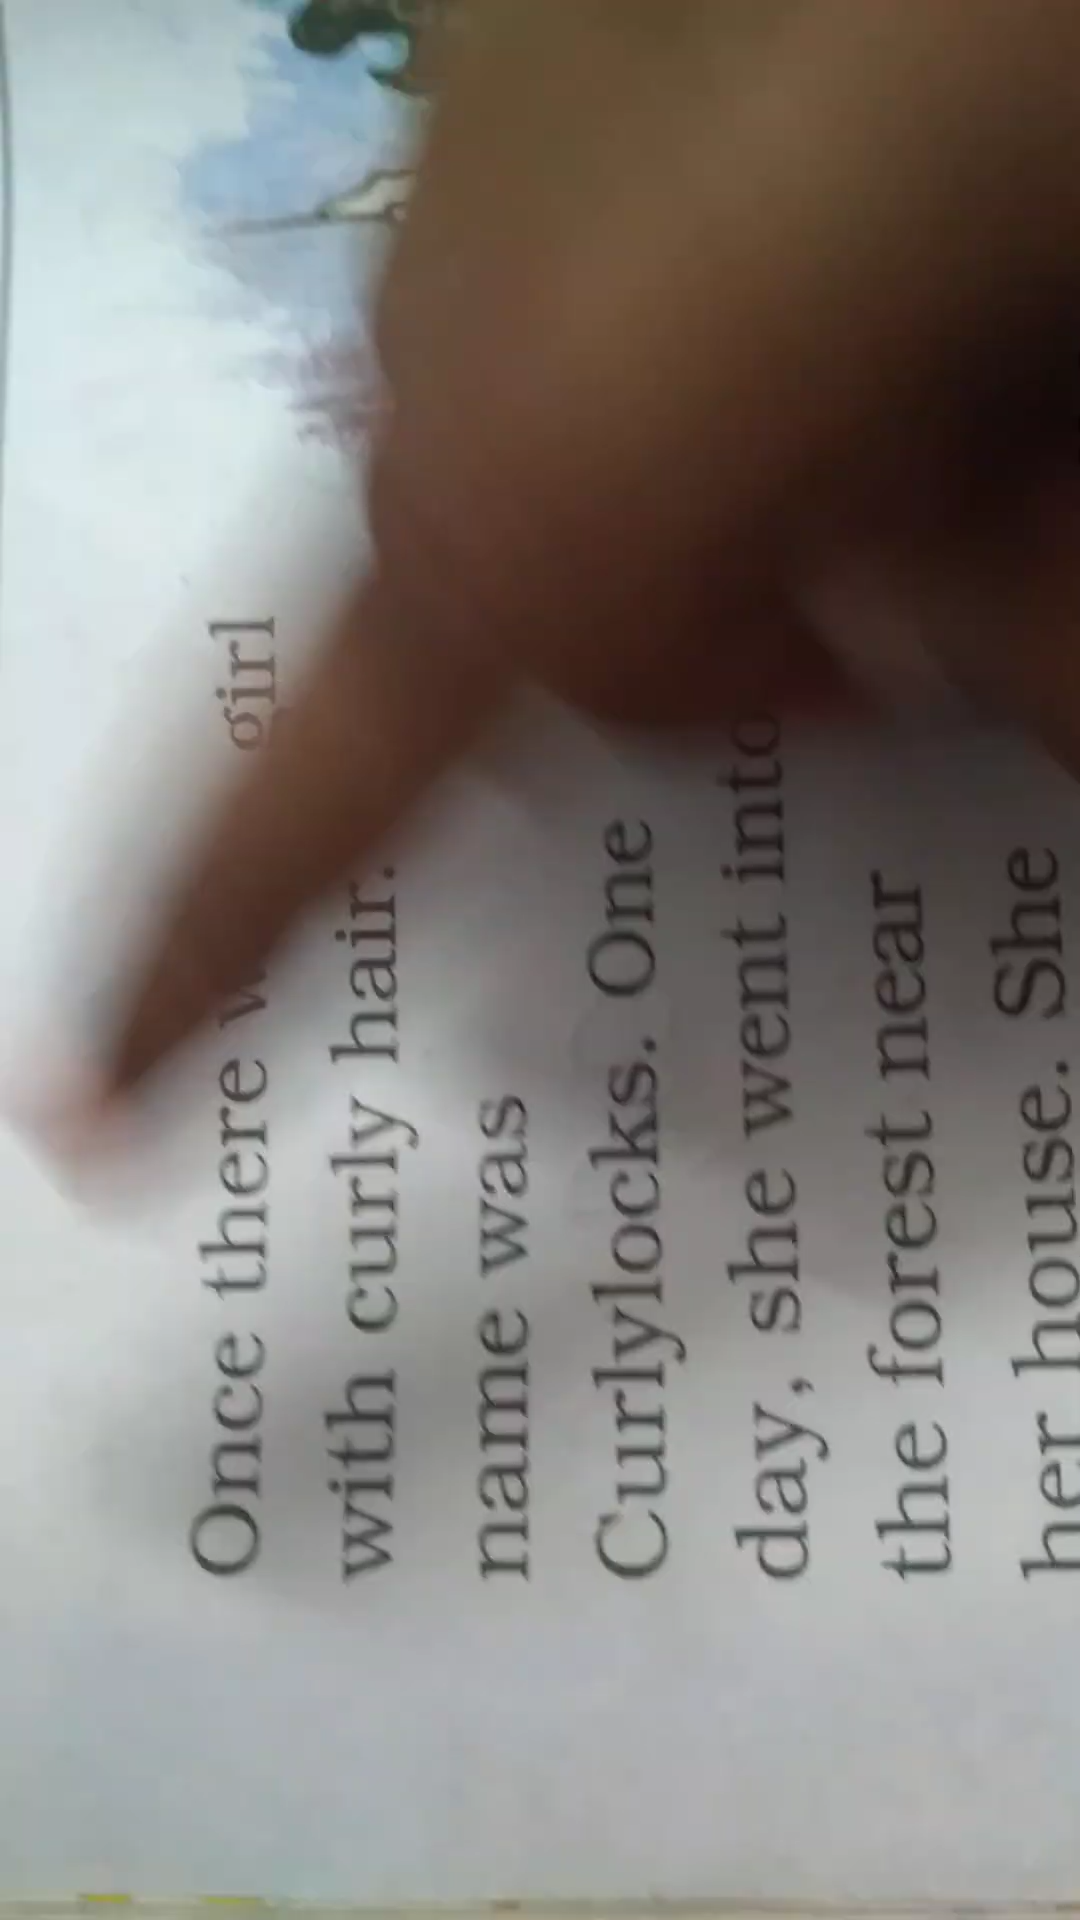 Once there girl
with curly hair.
name was
Curlylocks. One
day, she went into
the forest near
her house. She